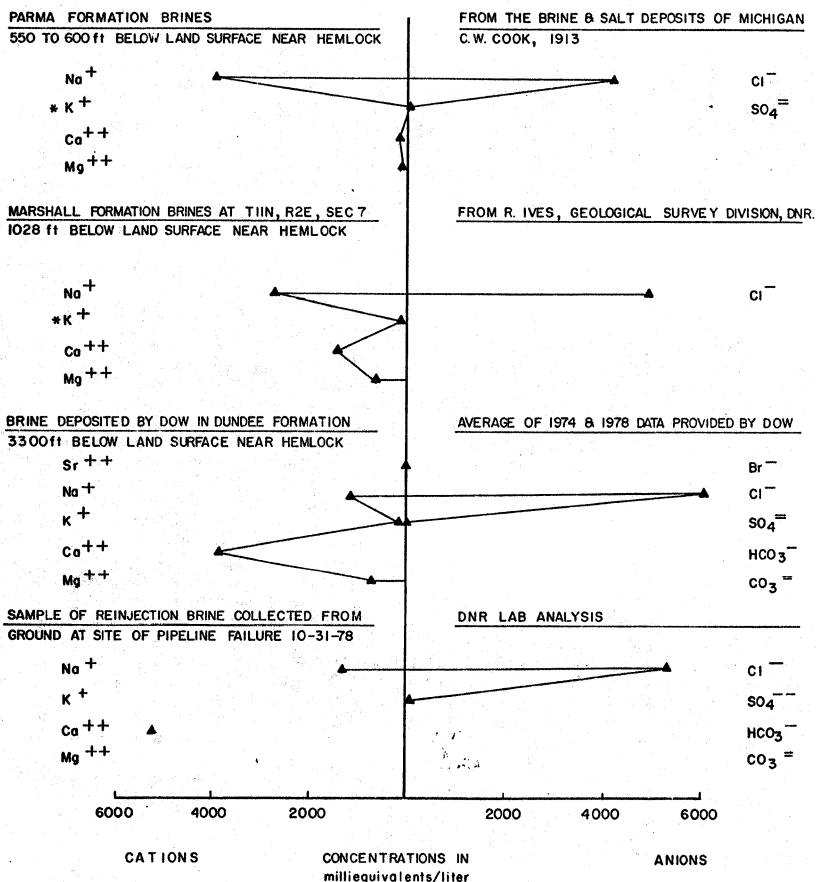 PARMA FORMATION BRINES
550 TO 600 ft BELOW LAND SURFACE NEAR HEMLOCK
FROM THE BRINE & SALT DEPOSITS OF MICHIGAN
C.W. COOK, 1913
Na+ Cl−
* K+ SO4=
Ca++
Mg++
MARSHALL FORMATION BRINES AT T11N, R2E, SEC 7
1028 ft BELOW LAND SURFACE NEAR HEMLOCK
FROM R. IVES, GEOLOGICAL SURVEY DIVISION, DNR.
Na+ Cl−
*K+
Ca++
Mg++
BRINE DEPOSITED BY DOW IN DUNDEE FORMATION
3300ft BELOW LAND SURFACE NEAR HEMLOCK
AVERAGE OF 1974 & 1978 DATA PROVIDED BY DOW
Sr++ Br−
Na+ Cl−
K+ SO4=
Ca++ HCO3−
Mg++ CO3=
SAMPLE OF REINJECTION BRINE COLLECTED FROM
GROUND AT SITE OF PIPELINE FAILURE 10-31-78
DNR LAB ANALYSIS
Na+ Cl−
K+ SO4−−
Ca++ HCO3−
Mg++ CO3=
6000 4000 2000 0 2000 4000 6000
CATIONS
CONCENTRATIONS IN
milliequivalents/liter
ANIONS